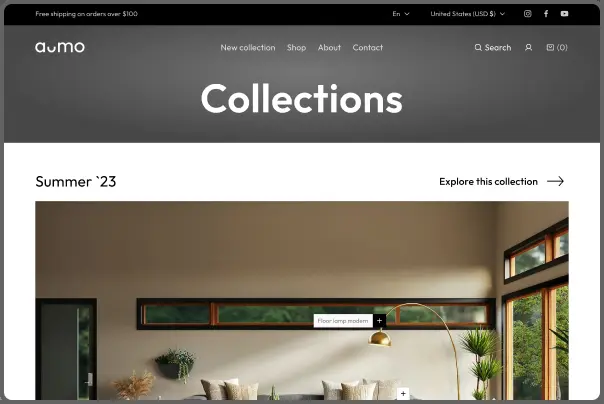 Free shipping on orders over $100
En
United States (USD $)
aumo
New collection Shop About Contact
Search
(0)
Collections
Summer `23
Explore this collection
Floor lamp modern +
+